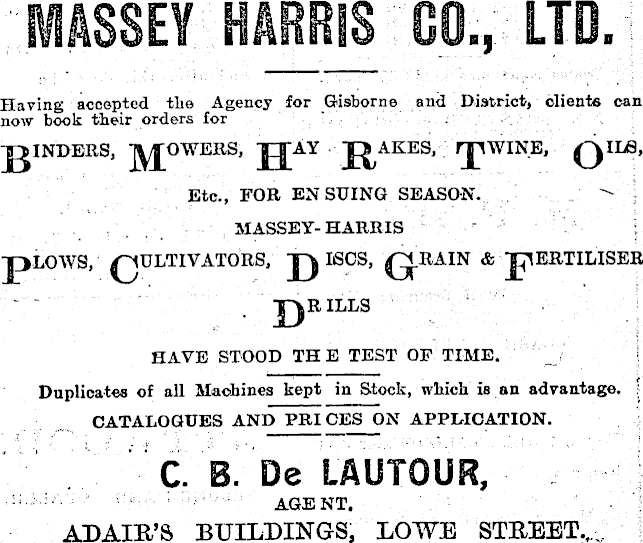 MASSEY HARRIS CO., LTD.
Having accepted the Agency for Gisborne and District, clients can
now book their orders for
BINDERS, MOWERS, HAY RAKES, TWINE, OILS,
Etc., FOR ENSUING SEASON.
MASSEY-HARRIS
PLOWS, CULTIVATORS, DISCS, GRAIN & FERTILISER
DRILLS
HAVE STOOD THE TEST OF TIME.
Duplicates of all Machines kept in Stock, which is an advantage.
CATALOGUES AND PRICES ON APPLICATION.
C. B. De LAUTOUR,
AGENT.
ADAIR'S BUILDINGS, LOWE STREET.